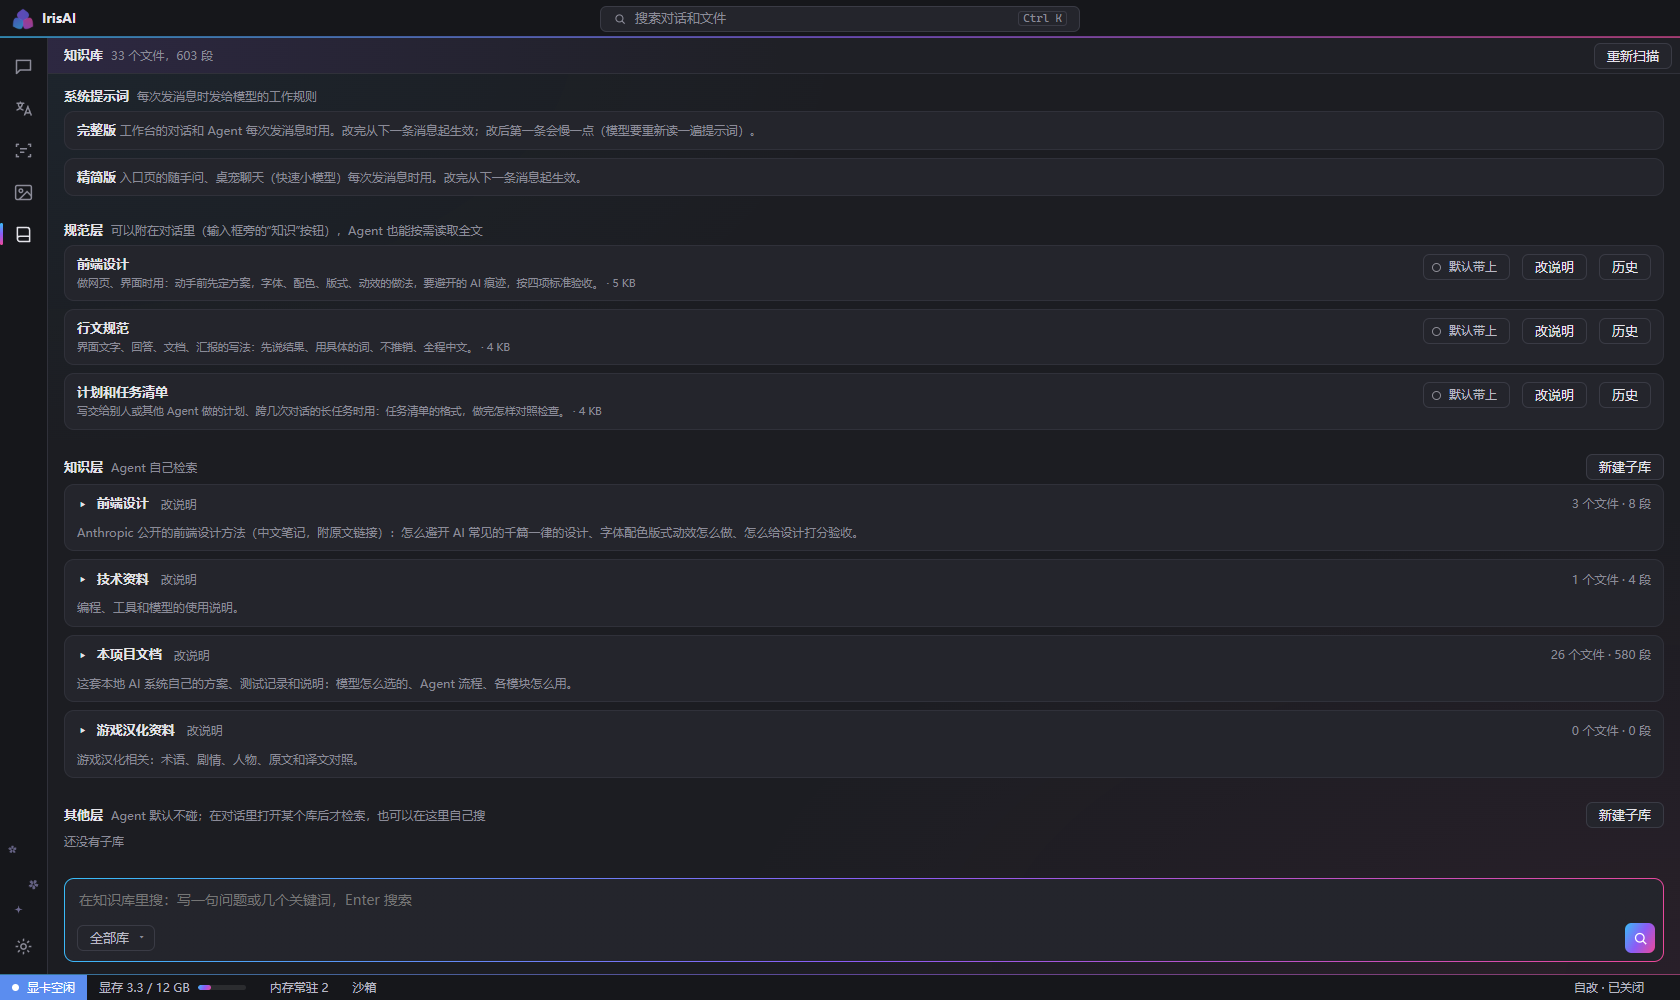 IrisAI
搜索对话和文件 Ctrl K
知识库 33 个文件，603 段 重新扫描
系统提示词 每次发消息时发给模型的工作规则
完整版 工作台的对话和 Agent 每次发消息时用。改完从下一条消息起生效；改后第一条会慢一点（模型要重新读一遍提示词）。
精简版 入口页的随手问、桌宠聊天（快速小模型）每次发消息时用。改完从下一条消息起生效。
规范层 可以附在对话里（输入框旁的“知识”按钮），Agent 也能按需读取全文
前端设计
做网页、界面时用：动手前先定方案，字体、配色、版式、动效的做法，要避开的 AI 痕迹，按四项标准验收。 · 5 KB
默认带上 改说明 历史
行文规范
界面文字、回答、文档、汇报的写法：先说结果、用具体的词、不推销、全程中文。 · 4 KB
默认带上 改说明 历史
计划和任务清单
写交给别人或其他 Agent 做的计划、跨几次对话的长任务时用：任务清单的格式，做完怎样对照检查。 · 4 KB
默认带上 改说明 历史
知识层 Agent 自己检索 新建子库
前端设计 改说明 3 个文件 · 8 段
Anthropic 公开的前端设计方法（中文笔记，附原文链接）：怎么避开 AI 常见的千篇一律的设计、字体配色版式动效怎么做、怎么给设计打分验收。
技术资料 改说明 1 个文件 · 4 段
编程、工具和模型的使用说明。
本项目文档 改说明 26 个文件 · 580 段
这套本地 AI 系统自己的方案、测试记录和说明：模型怎么选的、Agent 流程、各模块怎么用。
游戏汉化资料 改说明 0 个文件 · 0 段
游戏汉化相关：术语、剧情、人物、原文和译文对照。
其他层 Agent 默认不碰；在对话里打开某个库后才检索，也可以在这里自己搜 新建子库
还没有子库
在知识库里搜：写一句问题或几个关键词，Enter 搜索
全部库
显卡空闲 显存 3.3 / 12 GB 内存常驻 2 沙箱 自改 · 已关闭